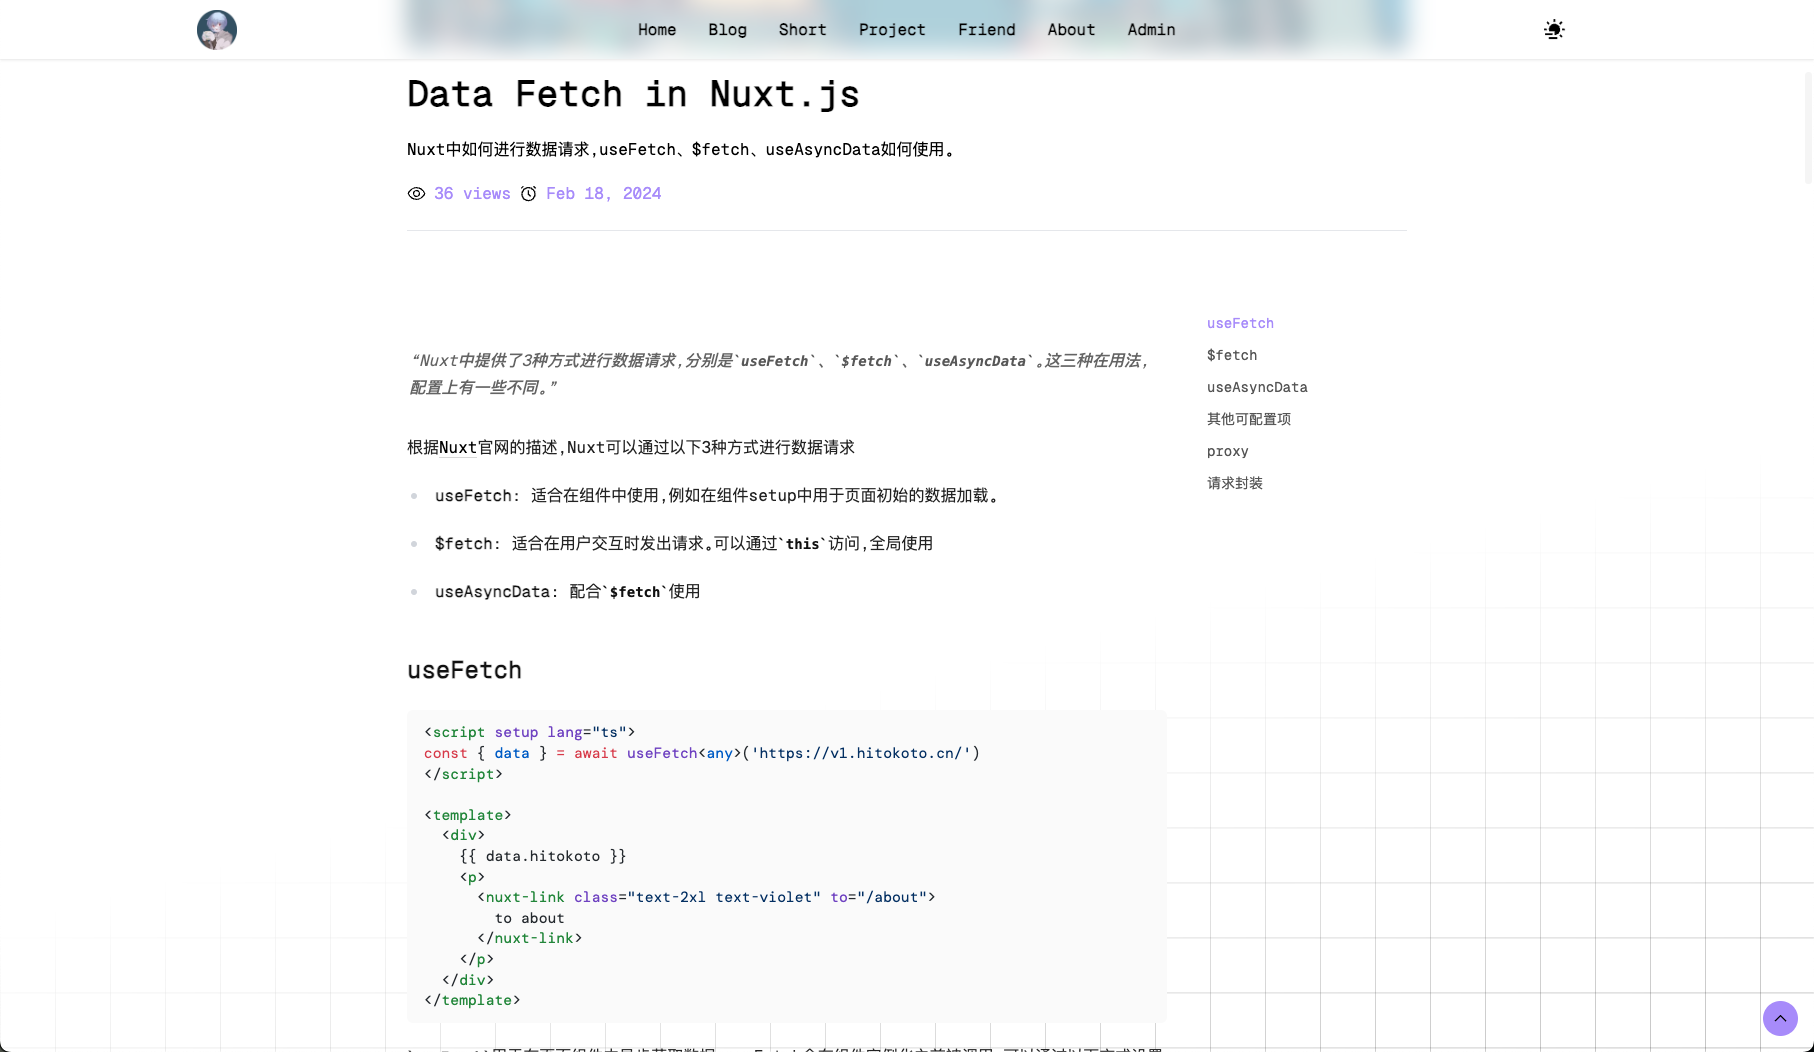 Home Blog Short Project Friend About Admin
Data Fetch in Nuxt.js
Nuxt中如何进行数据请求,useFetch、$fetch、useAsyncData如何使用。
36 views Feb 18, 2024
“Nuxt中提供了3种方式进行数据请求,分别是`useFetch`、`$fetch`、`useAsyncData`。这三种在用法,
配置上有一些不同。”
根据Nuxt官网的描述,Nuxt可以通过以下3种方式进行数据请求
useFetch: 适合在组件中使用,例如在组件setup中用于页面初始的数据加载。
$fetch: 适合在用户交互时发出请求。可以通过`this`访问,全局使用
useAsyncData: 配合`$fetch`使用
useFetch
<script setup lang="ts">
const { data } = await useFetch<any>('https://v1.hitokoto.cn/')
</script>
<template>
<div>
{{ data.hitokoto }}
<p>
<nuxt-link class="text-2xl text-violet" to="/about">
to about
</nuxt-link>
</p>
</div>
</template>
useFetch
$fetch
useAsyncData
其他可配置项
proxy
请求封装